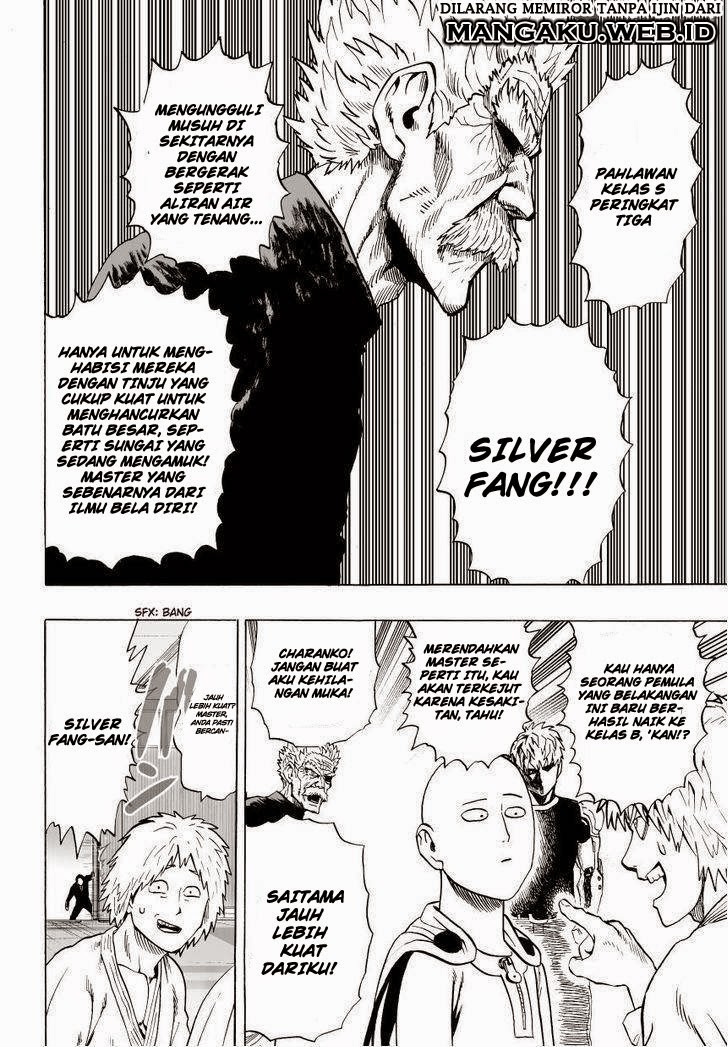 DILARANG MEMIROR TANPA IJIN DARI
MANGAKU.WEB.ID
PAHLAWAN
KELAS S
PERINGKAT
TIGA
SILVER
FANG!!!
MENGUNGGULI
MUSUH DI
SEKITARNYA
DENGAN
BERGERAK
SEPERTI
ALIRAN AIR
YANG TENANG...
HANYA UNTUK MENG-
HABISI MEREKA
DENGAN TINJU YANG
CUKUP KUAT UNTUK
MENGHANCURKAN
BATU BESAR, SEP-
ERTI SUNGAI YANG
SEDANG MENGAMUK!
MASTER YANG
SEBENARNYA DARI
ILMU BELA DIRI!
KAU HANYA
SEORANG PEMULA
YANG BELAKANGAN
INI BARU BER-
HASIL NAIK KE
KELAS B, 'KAN!?
MERENDAHKAN
MASTER SE-
PERTI ITU, KAU
AKAN TERKEJUT
KARENA KESAKI-
TAN, TAHU!
CHARANKO!
JANGAN BUAT
AKU KEHIL-
ANGAN MUKA!
SAITAMA
JAUH
LEBIH
KUAT
DARIKU!
SFX: BANG
JAUH
LEBIH KUAT?
MASTER,
ANDA PASTI
BERCAN-
SILVER
FANG-SAN!